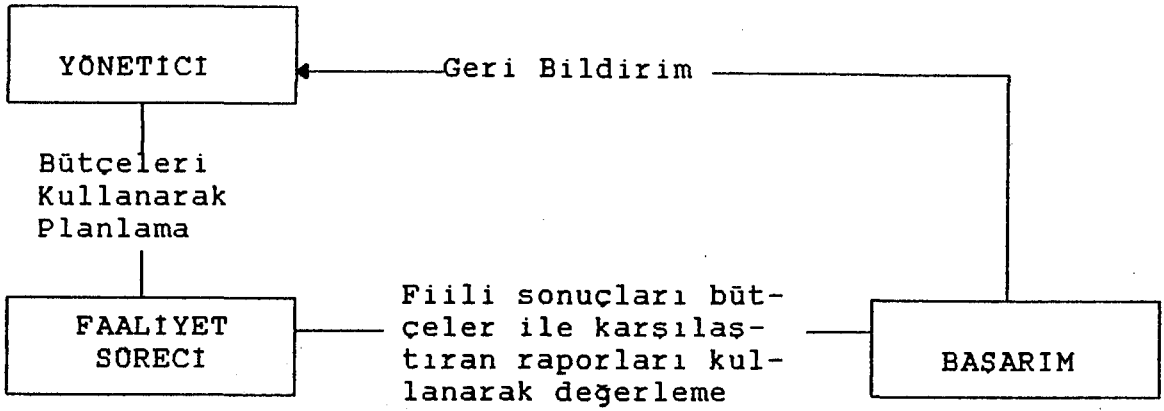 YÖNETİCİ
Geri Bildirim
Bütçeleri
Kullanarak
Planlama
FAALİYET
SÜRECİ
Fiili sonuçları büt-
çeler ile karşılaş-
tıran raporları kul-
lanarak değerleme
BAŞARIM